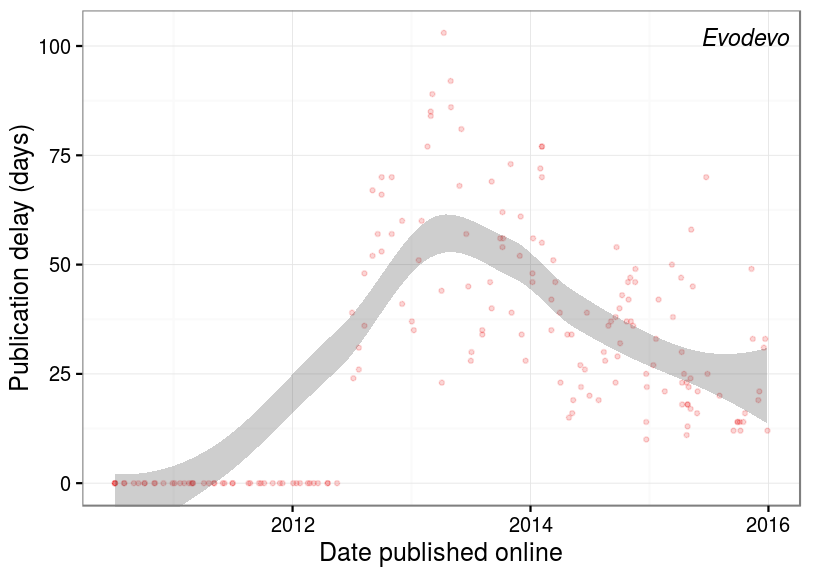 Evodevo
Publication delay (days)
100
75
50
25
0
2012 2014 2016
Date published online